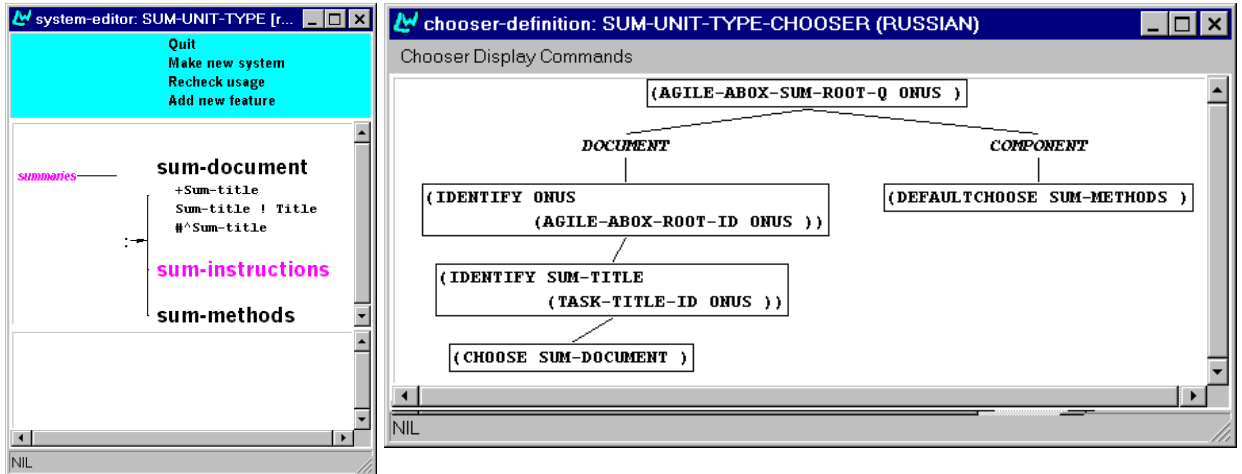 system-editor: SUM-UNIT-TYPE [r...
Quit
Make new system
Recheck usage
Add new feature
summaries
sum-document
+Sum-title
Sum-title ! Title
#^Sum-title
:
sum-instructions
sum-methods
NIL
chooser-definition: SUM-UNIT-TYPE-CHOOSER (RUSSIAN)
Chooser Display Commands
(AGILE-ABOX-SUM-ROOT-Q ONUS )
DOCUMENT
COMPONENT
(IDENTIFY ONUS
(AGILE-ABOX-ROOT-ID ONUS ))
(DEFAULTCHOOSE SUM-METHODS )
(IDENTIFY SUM-TITLE
(TASK-TITLE-ID ONUS ))
(CHOOSE SUM-DOCUMENT )
NIL